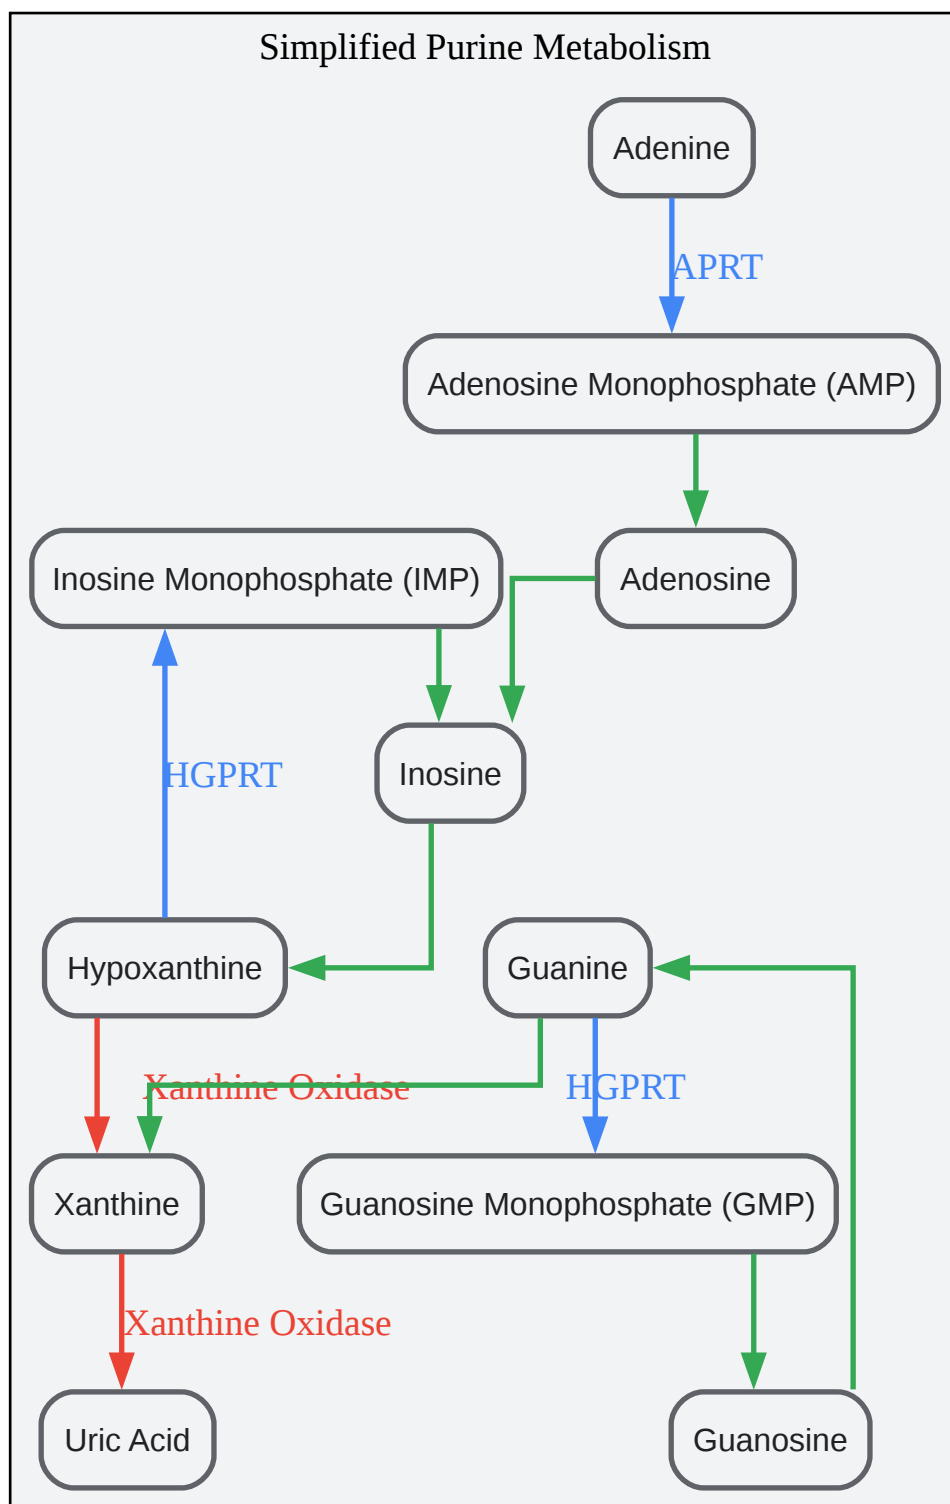 Simplified Purine Metabolism
Adenine
APRT
Adenosine Monophosphate (AMP)
Inosine Monophosphate (IMP)
Adenosine
HGPRT
Inosine
Hypoxanthine
Guanine
Xanthine Oxidase
HGPRT
Xanthine
Guanosine Monophosphate (GMP)
Xanthine Oxidase
Uric Acid
Guanosine